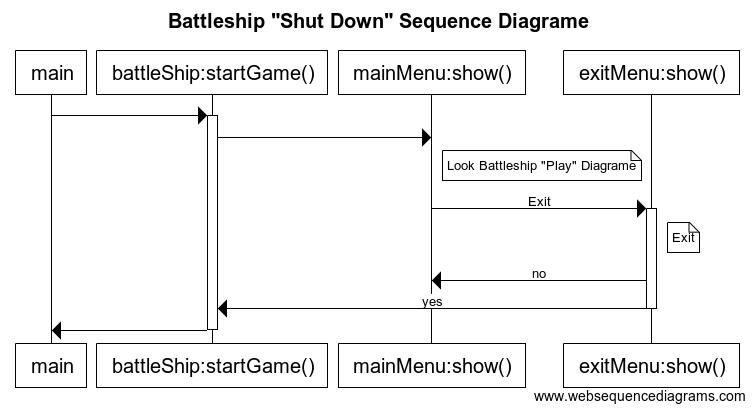 Battleship "Shut Down" Sequence Diagrame
main
battleShip:startGame()
mainMenu:show()
exitMenu:show()
Look Battleship "Play" Diagrame
Exit
Exit
no
yes
main
battleShip:startGame()
mainMenu:show()
exitMenu:show()
www.websequencediagrams.com